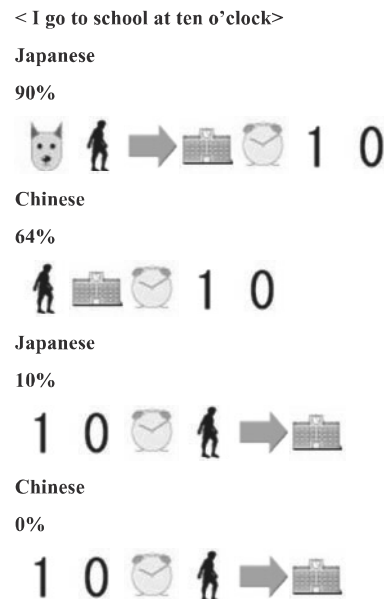 < I go to school at ten o’clock>
Japanese
90%
1 0
Chinese
64%
1 0
Japanese
10%
1 0
Chinese
0%
1 0